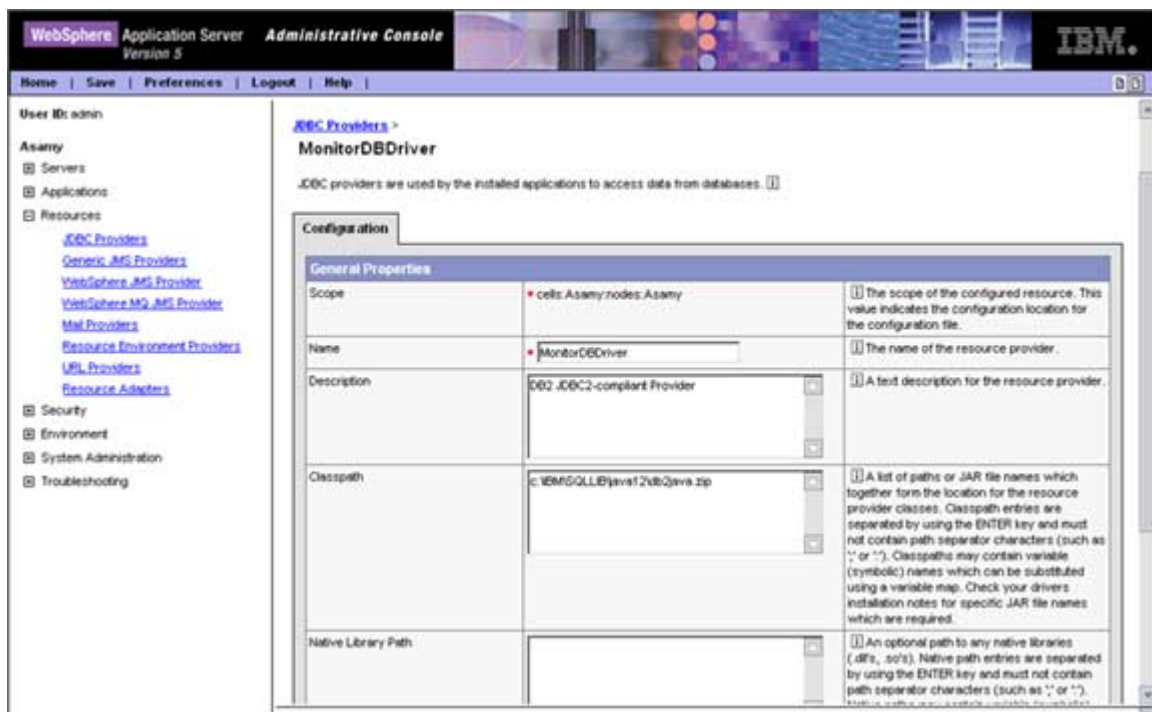 WebSphere Application Server Administrative Console
Version 5
IBM.
Home | Save | Preferences | Logout | Help |
User ID: admin
Asamy
Servers
Applications
Resources
JDBC Providers
Generic JMS Providers
WebSphere JMS Provider
WebSphere MQ JMS Provider
Mail Providers
Resource Environment Providers
URL Providers
Resource Adapters
Security
Environment
System Administration
Troubleshooting
JDBC Providers >
MonitorDBDriver
JDBC providers are used by the installed applications to access data from databases. i
Configuration
General Properties
Scope
* cells:Asamy:nodes:Asamy
i The scope of the configured resource. This
value indicates the configuration location for
the configuration file.
Name
* MonitorDBDriver
i The name of the resource provider.
Description
DB2 JDBC2-compliant Provider
i A text description for the resource provider.
Classpath
c:\IBM\SQLLIB\java12\db2java.zip
i A list of paths or JAR file names which
together form the location for the resource
provider classes. Classpath entries are
separated by using the ENTER key and must
not contain path separator characters (such as
';' or ':'). Classpaths may contain variable
(symbolic) names which can be substituted
using a variable map. Check your drivers
installation notes for specific JAR file names
which are required.
Native Library Path
i An optional path to any native libraries
(.dll's, .so's). Native path entries are separated
by using the ENTER key and must not contain
path separator characters (such as ';' or ':').